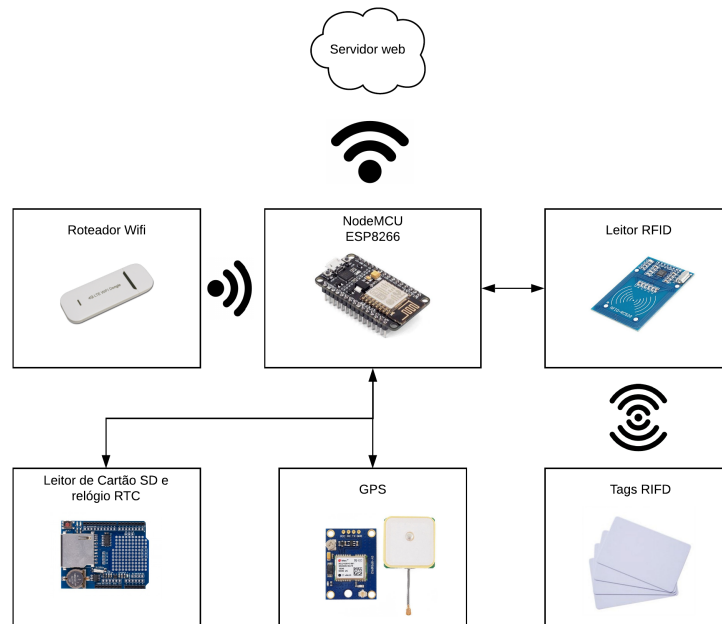 Servidor web
Roteador Wifi
NodeMCU
ESP8266
Leitor RFID
Leitor de Cartão SD e
relógio RTC
GPS
Tags RIFD